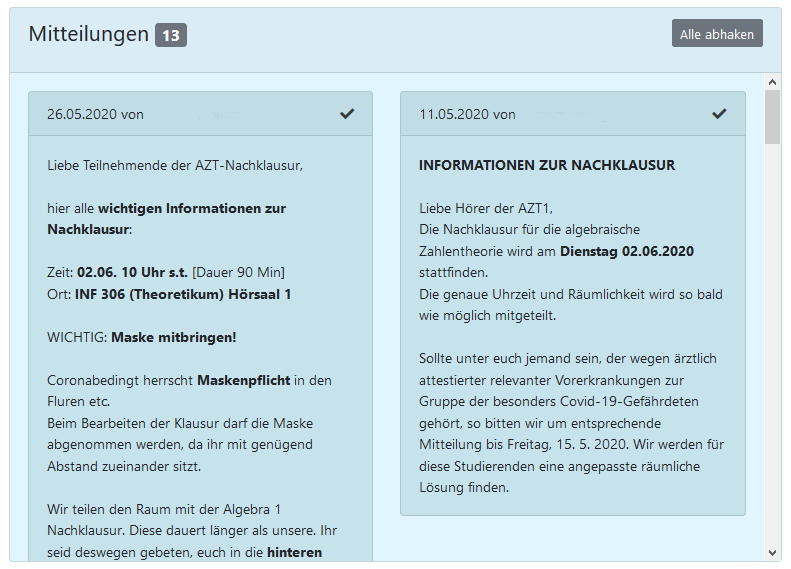 Mitteilungen 13
Alle abhaken
26.05.2020 von
Liebe Teilnehmende der AZT-Nachklausur,
hier alle wichtigen Informationen zur
Nachklausur:
Zeit: 02.06. 10 Uhr s.t. [Dauer 90 Min]
Ort: INF 306 (Theoretikum) Hörsaal 1
WICHTIG: Maske mitbringen!
Coronabedingt herrscht Maskenpflicht in den
Fluren etc.
Beim Bearbeiten der Klausur darf die Maske
abgenommen werden, da ihr mit genügend
Abstand zueinander sitzt.
Wir teilen den Raum mit der Algebra 1
Nachklausur. Diese dauert länger als unsere. Ihr
seid deswegen gebeten, euch in die hinteren
11.05.2020 von
INFORMATIONEN ZUR NACHKLAUSUR
Liebe Hörer der AZT1,
Die Nachklausur für die algebraische
Zahlentheorie wird am Dienstag 02.06.2020
stattfinden.
Die genaue Uhrzeit und Räumlichkeit wird so bald
wie möglich mitgeteilt.
Sollte unter euch jemand sein, der wegen ärztlich
attestierter relevanter Vorerkrankungen zur
Gruppe der besonders Covid-19-Gefährdeten
gehört, so bitten wir um entsprechende
Mitteilung bis Freitag, 15. 5. 2020. Wir werden für
diese Studierenden eine angepasste räumliche
Lösung finden.